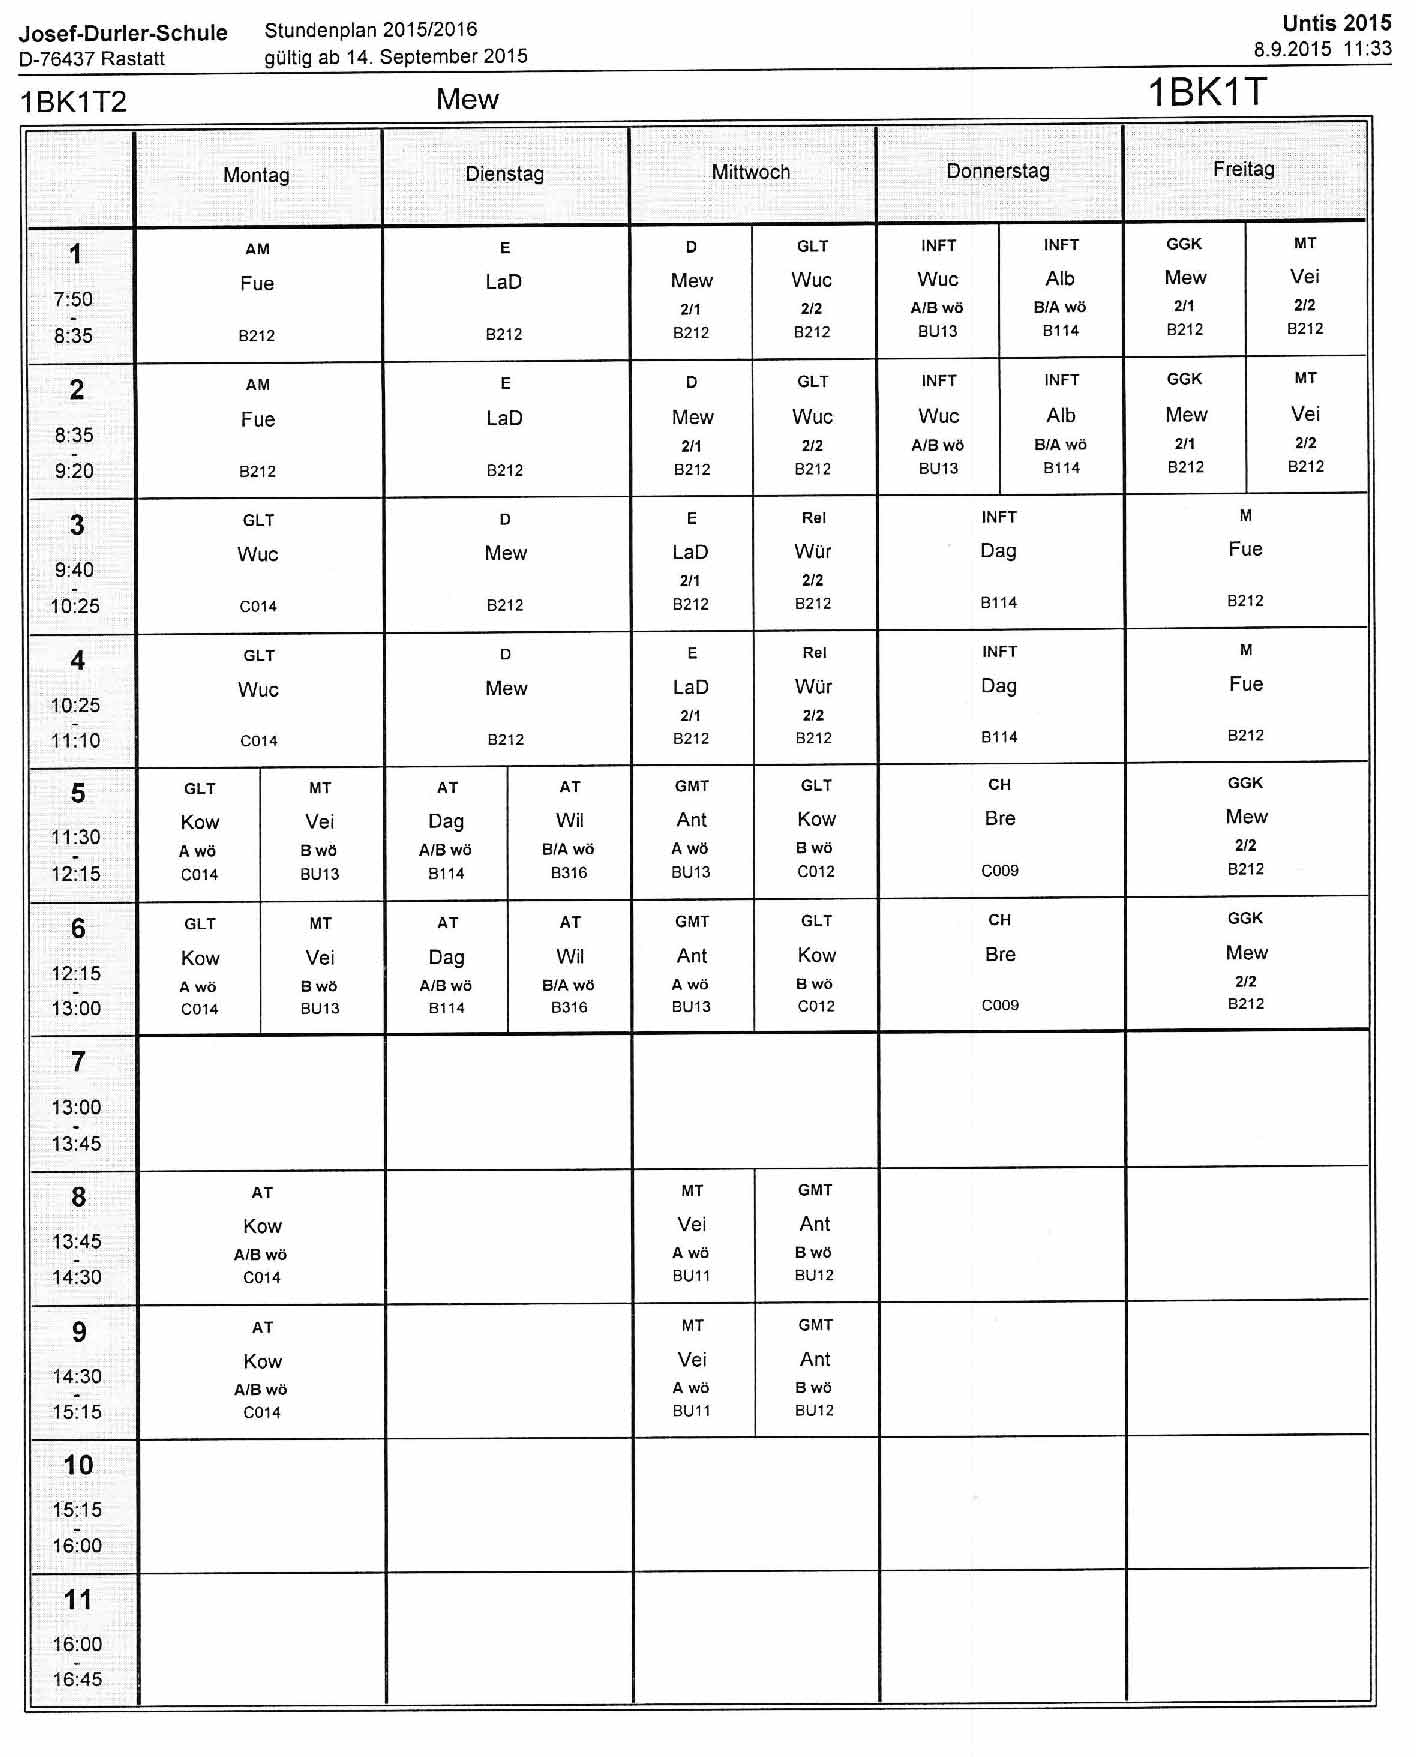 Josef-Durler-Schule Stundenplan 2015/2016 Untis 2015
D-76437 Rastatt gültig ab 14. September 2015 8.9.2015 11:33
1BK1T2 Mew 1BK1T
Montag Dienstag Mittwoch Donnerstag Freitag
1 AM E D GLT INFT INFT GGK MT
Fue LaD Mew Wuc Wuc Alb Mew Vei
7:50 2/1 2/2 A/B wö B/A wö 2/1 2/2
-
8:35 B212 B212 B212 B212 BU13 B114 B212 B212
2 AM E D GLT INFT INFT GGK MT
Fue LaD Mew Wuc Wuc Alb Mew Vei
8:35 2/1 2/2 A/B wö B/A wö 2/1 2/2
-
9:20 B212 B212 B212 B212 BU13 B114 B212 B212
3 GLT D E Rel INFT M
Wuc Mew LaD Wür Dag Fue
9:40 2/1 2/2
-
10:25 C014 B212 B212 B212 B114 B212
4 GLT D E Rel INFT M
Wuc Mew LaD Wür Dag Fue
10:25 2/1 2/2
-
11:10 C014 B212 B212 B212 B114 B212
5 GLT MT AT AT GMT GLT CH GGK
Kow Vei Dag Wil Ant Kow Bre Mew
11:30 A wö B wö A/B wö B/A wö A wö B wö 2/2
-
12:15 C014 BU13 B114 B316 BU13 C012 C009 B212
6 GLT MT AT AT GMT GLT CH GGK
Kow Vei Dag Wil Ant Kow Bre Mew
12:15 A wö B wö A/B wö B/A wö A wö B wö 2/2
-
13:00 C014 BU13 B114 B316 BU13 C012 C009 B212
7
13:00
-
13:45
8 AT MT GMT
Kow Vei Ant
13:45 A/B wö A wö B wö
-
14:30 C014 BU11 BU12
9 AT MT GMT
Kow Vei Ant
14:30 A/B wö A wö B wö
-
15:15 C014 BU11 BU12
10
15:15
-
16:00
11
16:00
-
16:45